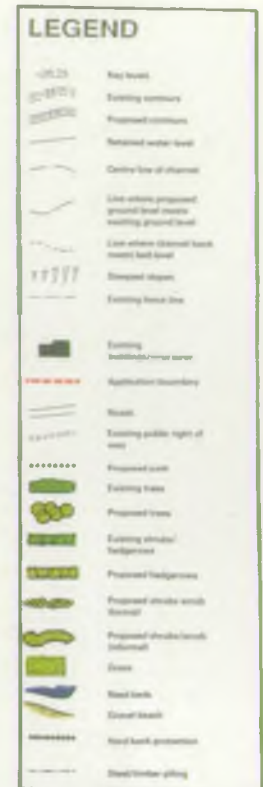 LEGEND
Key levels
Existing contours
Proposed contours
Retained water level
Centre line of channel
Line where proposed
ground level meets
existing ground level
Line where channel bank
meets bed level
Steepest slopes
Existing fence line
Existing
Application boundary
Roads
Existing public right of
way
Proposed
Existing trees
Proposed trees
Existing shrubs/
hedgerows
Proposed hedgerows
Proposed shrubs/scrub
(formal)
Proposed shrubs/scrub
(informal)
Grass
Reed beds
Gravel beach
Hard bank protection
Steel/timber piling